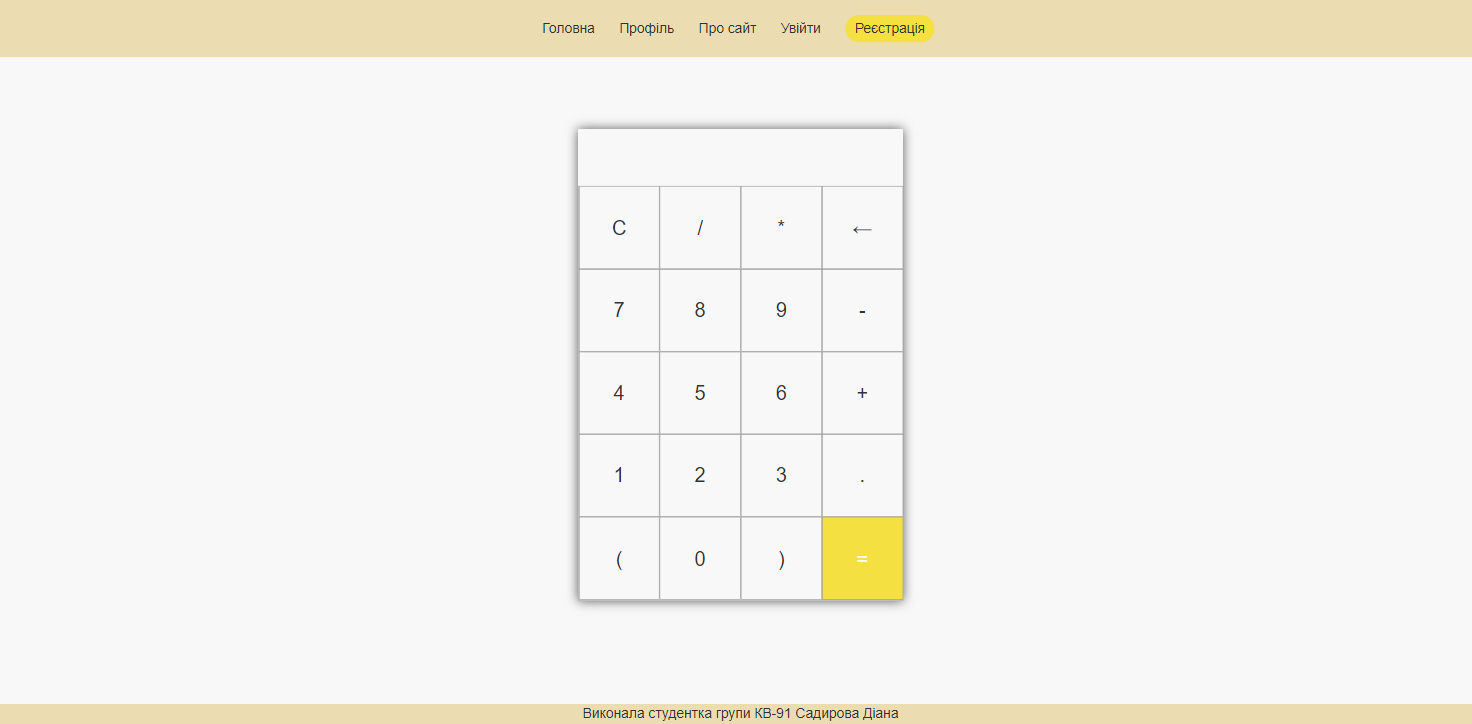 Головна Профіль Про сайт Увійти Реєстрація
C / * ←
7 8 9 -
4 5 6 +
1 2 3 .
( 0 ) =
Виконала студентка групи КВ-91 Садирова Діана